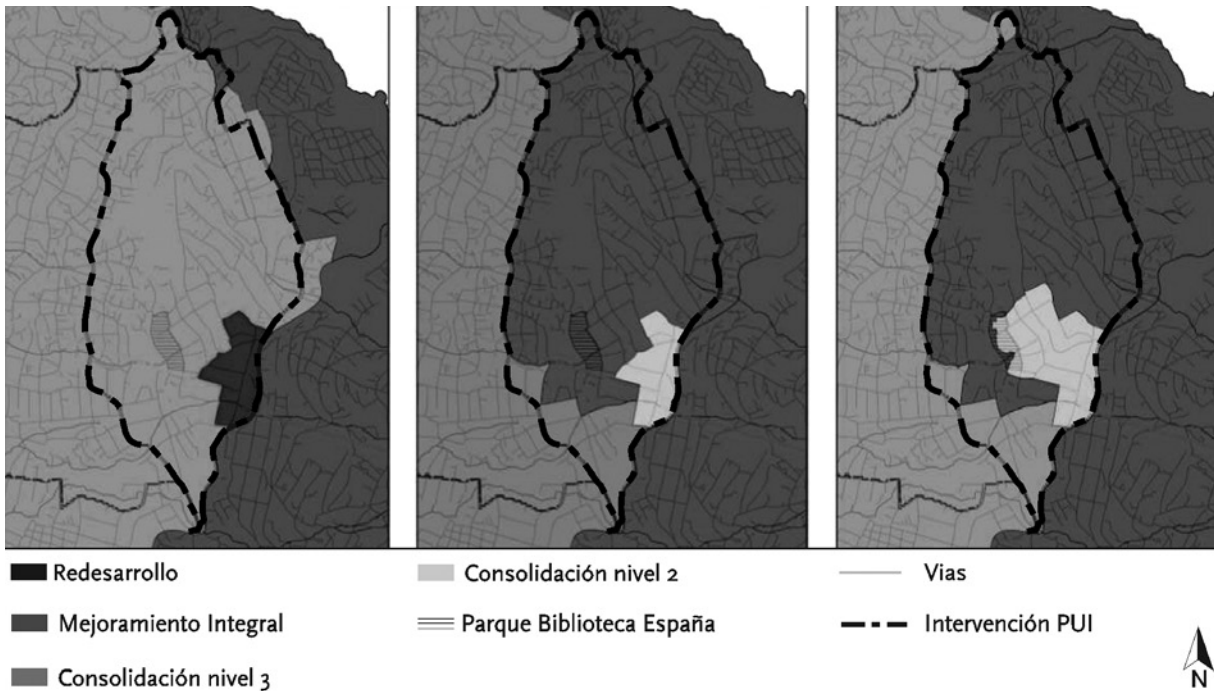 Redesarrollo
Consolidación nivel 2
Vias
Mejoramiento Integral
Parque Biblioteca España
Intervención PUI
Consolidación nivel 3
N